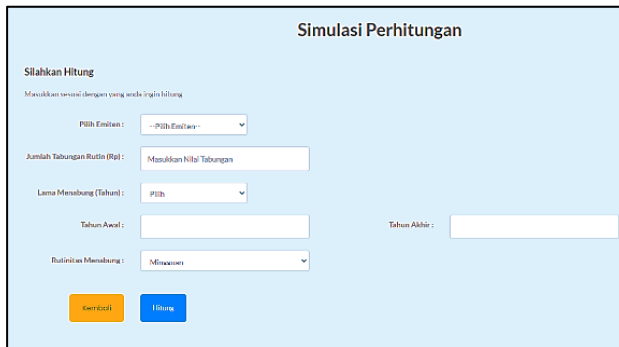 Simulasi Perhitungan
Silahkan Hitung
Masukkan sesuai dengan yang anda ingin hitung
Pilih Emiten :
--Pilih Emiten--
Jumlah Tabungan Rutin (Rp) :
Masukkan Nilai Tabungan
Lama Menabung (Tahun) :
Pilih
Tahun Awal :
Tahun Akhir :
Rutinitas Menabung :
Mingguan
Kembali
Hitung